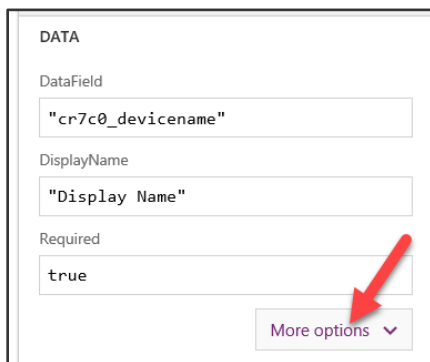 DATA
DataField
"cr7c0_devicename"
DisplayName
"Display Name"
Required
true
More options